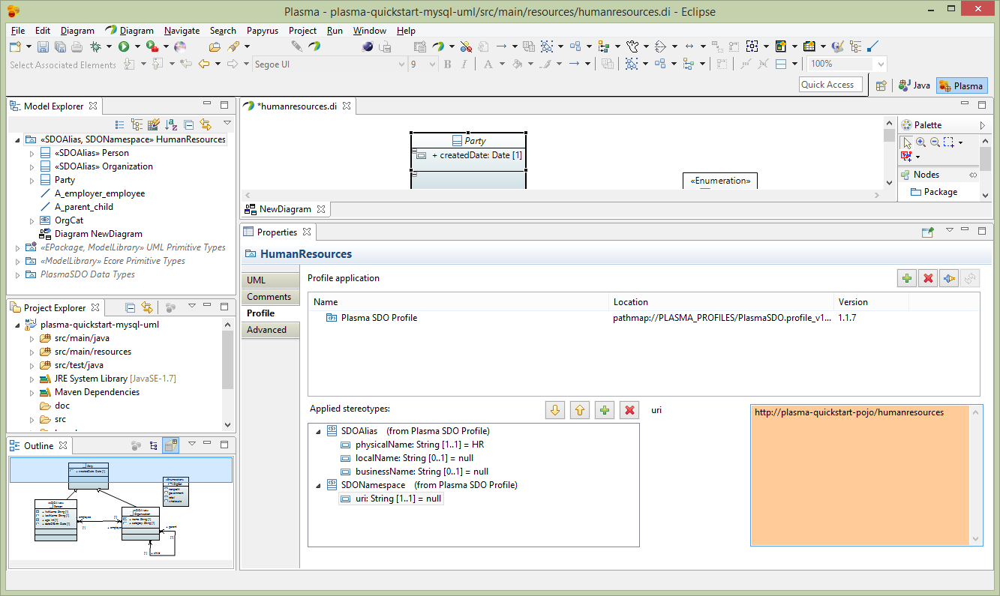 Plasma - plasma-quickstart-mysql-uml/src/main/resources/humanresources.di - Eclipse
File Edit Diagram Diagram Navigate Search Papyrus Project Run Window Help
Select Associated Elements Segoe UI 9 B I A 100%
Quick Access Java Plasma
Model Explorer
«SDOAlias, SDONamespace» HumanResources
«SDOAlias» Person
«SDOAlias» Organization
Party
A_employer_employee
A_parent_child
OrgCat
Diagram NewDiagram
«EPackage, ModelLibrary» UML Primitive Types
«ModelLibrary» Ecore Primitive Types
PlasmaSDO Data Types
Project Explorer
plasma-quickstart-mysql-uml
src/main/java
src/main/resources
src/test/java
JRE System Library [JavaSE-1.7]
Maven Dependencies
doc
src
Outline
*humanresources.di
Party
+ createdDate: Date [1]
«Enumeration»
Palette
Nodes
Package
NewDiagram
Properties
HumanResources
UML
Comments
Profile
Advanced
Profile application
Name Location Version
Plasma SDO Profile pathmap://PLASMA_PROFILES/PlasmaSDO.profile_v1... 1.1.7
Applied stereotypes:
SDOAlias (from Plasma SDO Profile)
physicalName: String [1..1] = HR
localName: String [0..1] = null
businessName: String [0..1] = null
SDONamespace (from Plasma SDO Profile)
uri: String [1..1] = null
uri
http://plasma-quickstart-pojo/humanresources